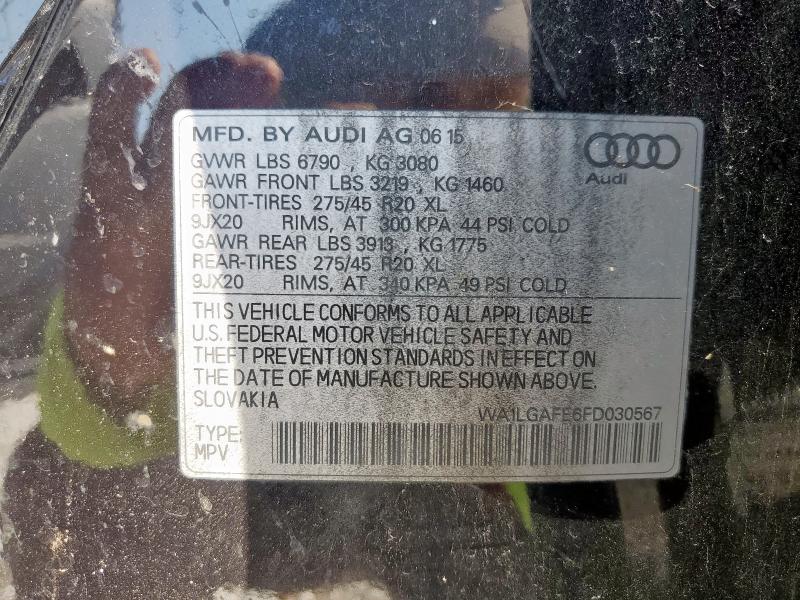 MFD. BY AUDI AG 06 15
GVWR LBS 6790 , KG 3080
Audi
GAWR FRONT LBS 3219 , KG 1460
FRONT-TIRES 275/45 R20 XL
9JX20 RIMS, AT 300 KPA 44 PSI COLD
GAWR REAR LBS 3913 , KG 1775
REAR-TIRES 275/45 R20 XL
9JX20 RIMS, AT 340 KPA 49 PSI COLD
THIS VEHICLE CONFORMS TO ALL APPLICABLE
U.S. FEDERAL MOTOR VEHICLE SAFETY AND
THEFT PREVENTION STANDARDS IN EFFECT ON
THE DATE OF MANUFACTURE SHOWN ABOVE.
SLOVAKIA
WA1LGAFE6FD030567
TYPE:
MPV